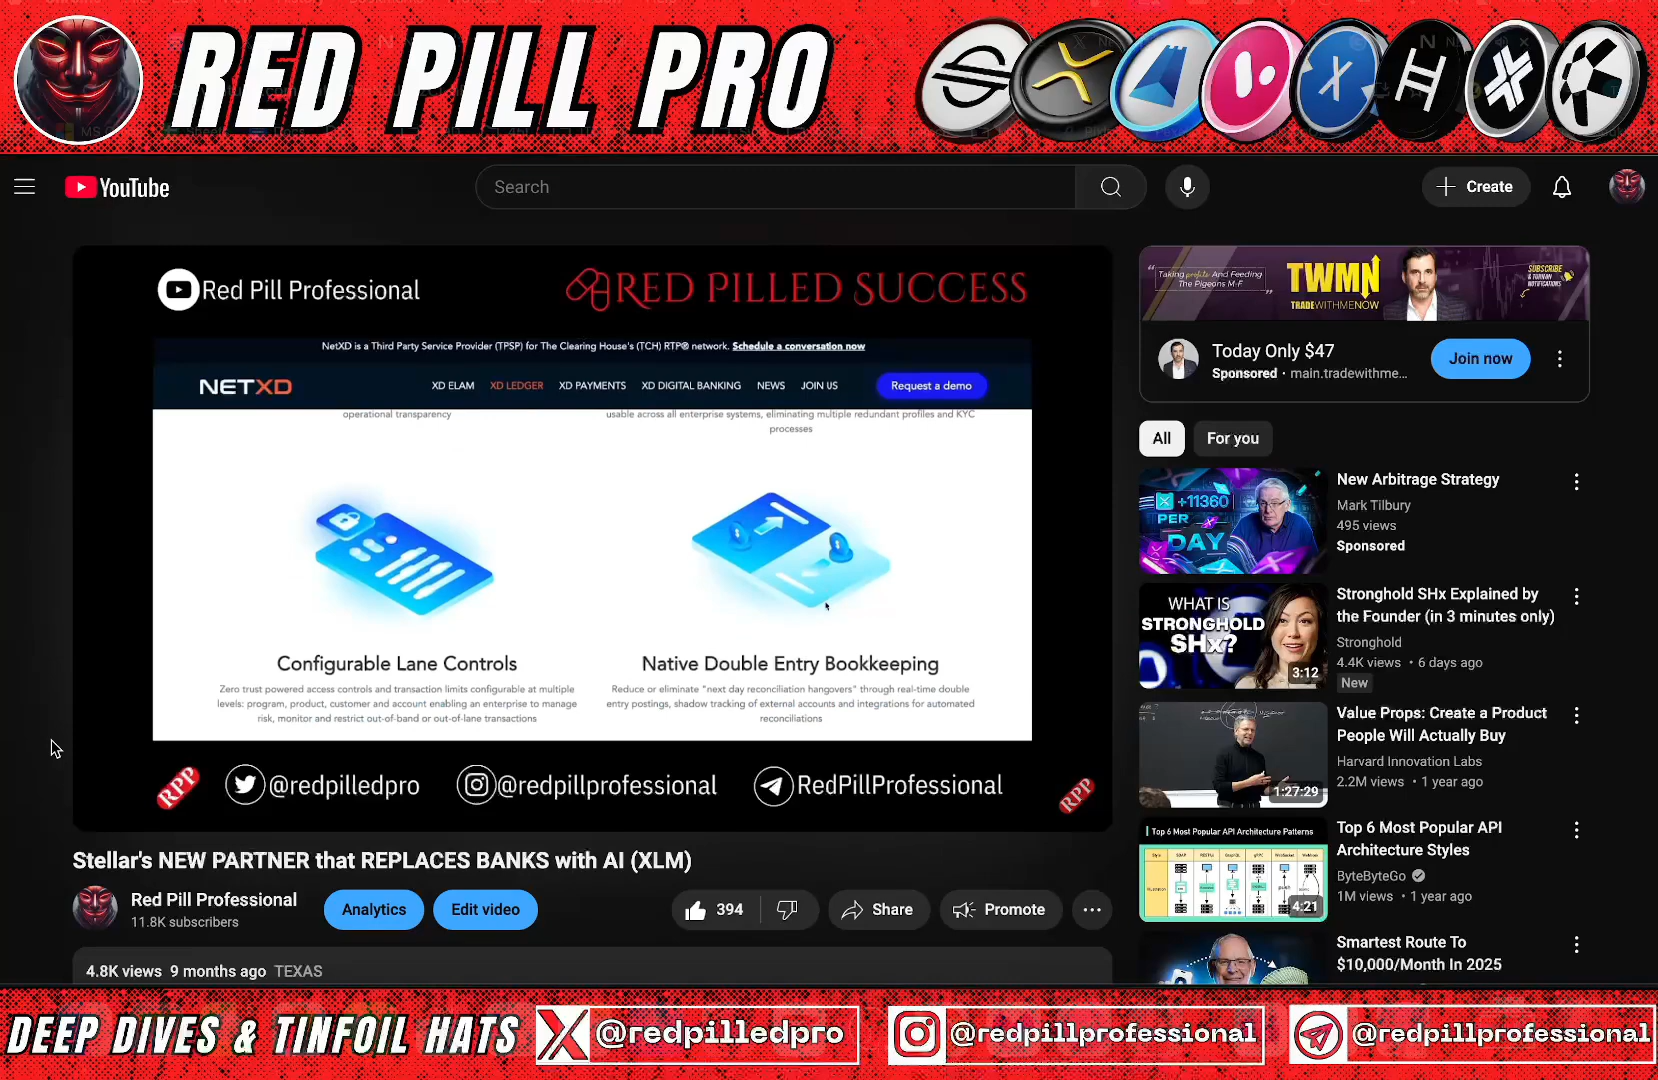 RED PILL PRO
YouTube
Search
Create
Red Pill Professional
RED PILLED SUCCESS
NetXD is a Third Party Service Provider (TPSP) for The Clearing House's (TCH) RTP® network. Schedule a conversation now
NETXD
XD ELAM
XD LEDGER
XD PAYMENTS
XD DIGITAL BANKING
NEWS
JOIN US
Request a demo
operational transparency
usable across all enterprise systems, eliminating multiple redundant profiles and KYC
processes
Configurable Lane Controls
Zero trust powered access controls and transaction limits configurable at multiple
levels: program, product, customer and account enabling an enterprise to manage
risk, monitor and restrict out-of-band or out-of-lane transactions
Native Double Entry Bookkeeping
Reduce or eliminate "next day reconciliation hangovers" through real-time double
entry postings, shadow tracking of external accounts and integrations for automated
reconciliations
RPP
@redpilledpro
@redpillprofessional
RedPillProfessional
RPP
Stellar's NEW PARTNER that REPLACES BANKS with AI (XLM)
Red Pill Professional
11.8K subscribers
Analytics
Edit video
394
Share
Promote
4.8K views 9 months ago TEXAS
"Taking profits And Feeding
The Pigeons M-F"
TWMN
TRADEWITHMENOW
SUBSCRIBE
& TURN ON
NOTIFICATIONS
Today Only $47
Sponsored · main.tradewithme...
Join now
All
For you
+11360
PER
DAY
New Arbitrage Strategy
Mark Tilbury
495 views
Sponsored
WHAT IS
STRONGHOLD
SHx?
3:12
Stronghold SHx Explained by
the Founder (in 3 minutes only)
Stronghold
4.4K views • 6 days ago
New
1:27:29
Value Props: Create a Product
People Will Actually Buy
Harvard Innovation Labs
2.2M views • 1 year ago
Top 6 Most Popular API Architecture Patterns
4:21
Top 6 Most Popular API
Architecture Styles
ByteByteGo
1M views • 1 year ago
Smartest Route To
$10,000/Month In 2025
DEEP DIVES & TINFOIL HATS
@redpilledpro
@redpillprofessional
@redpillprofessional